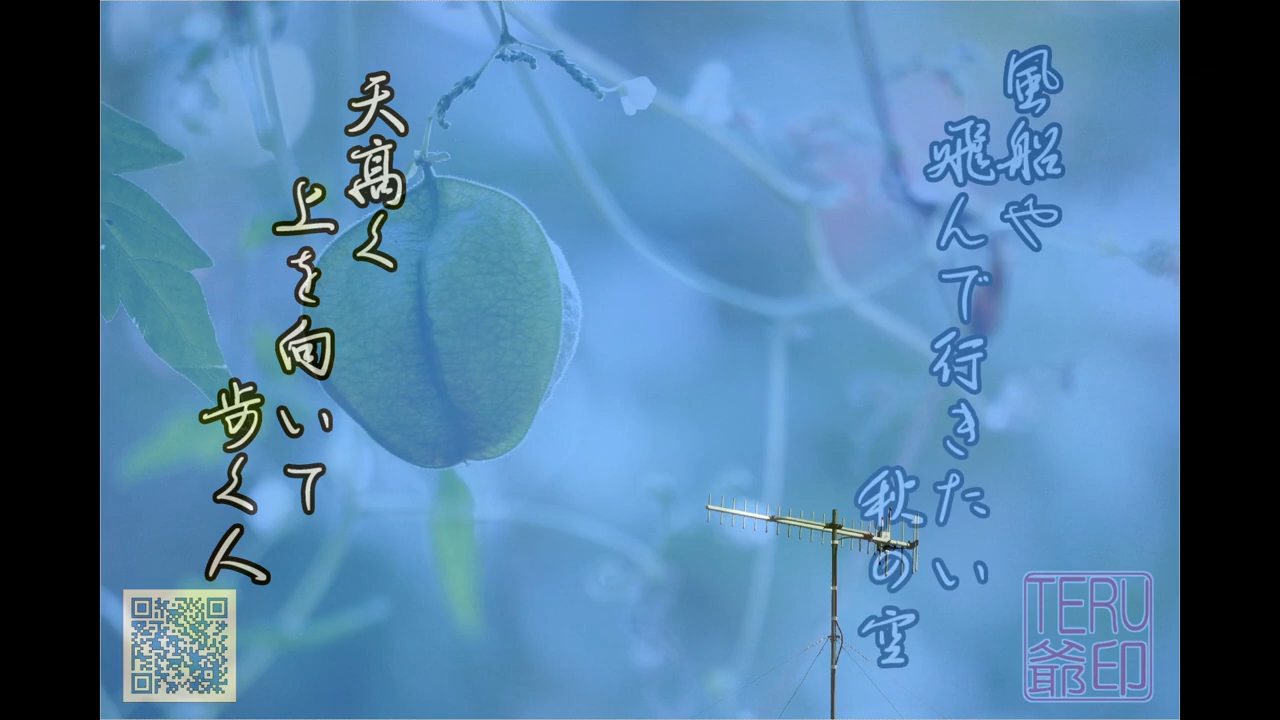 風船や
飛んで行きたい
秋の空
天高く
上を向いて
歩く人
TERU
爺印